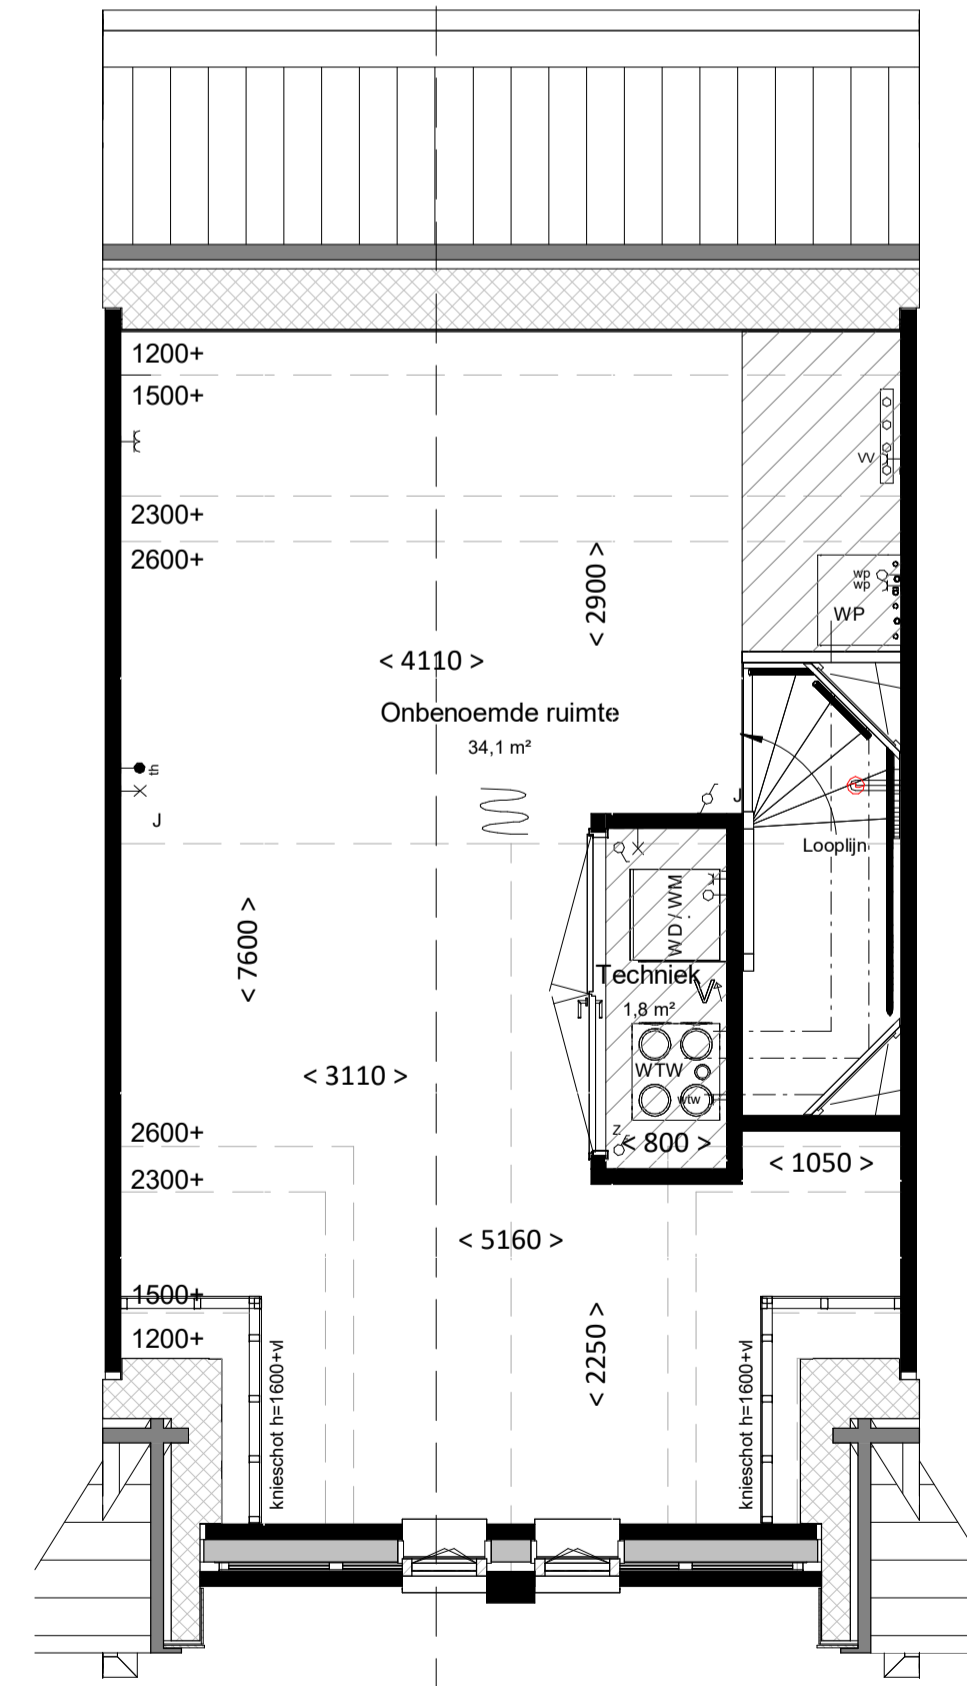 1200+
1500+
VV
2300+
2600+
< 2900 >
wp
wp
WP
< 4110 >
Onbenoemde ruimte
34,1 m²
th
J
J
Looplijn
WD / WM
< 7600 >
Techniek
1,8 m²
WTW
< 3110 >
wtw
z
2600+
< 800 >
< 1050 >
2300+
< 5160 >
1500+
1200+
< 2250 >
knieschot h=1600+vl
knieschot h=1600+vl